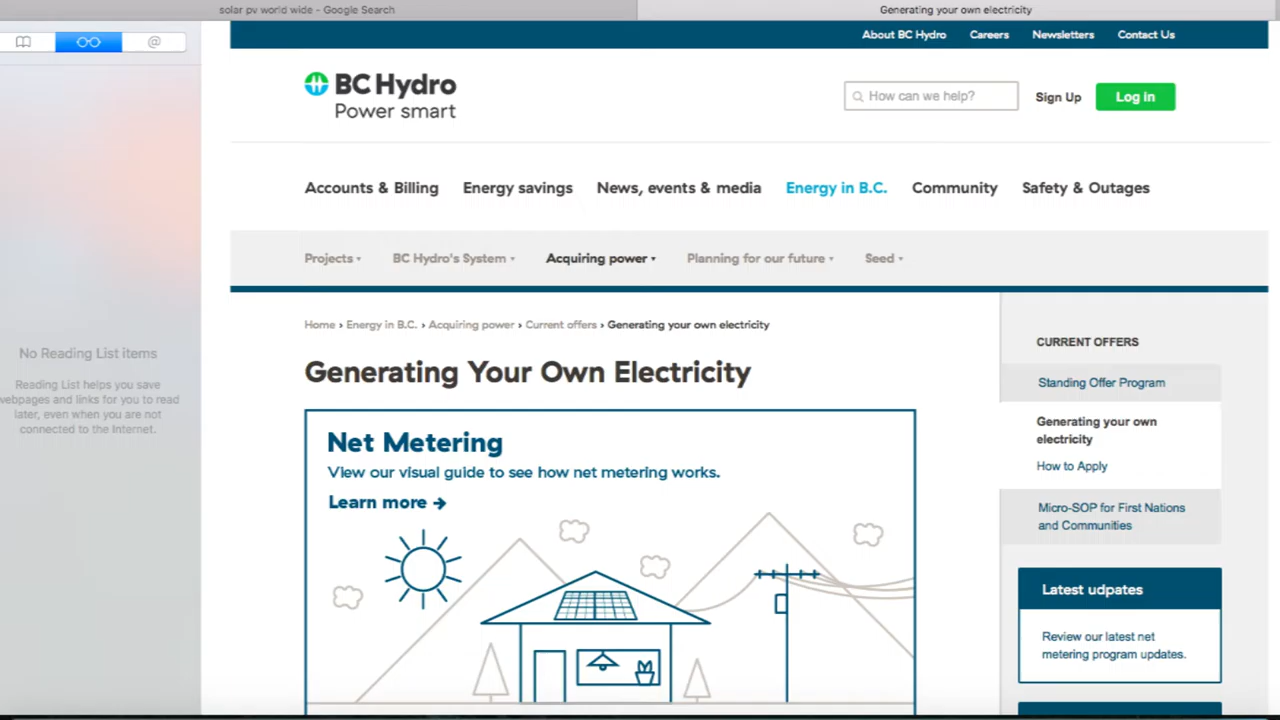 solar pv world wide - Google Search
Generating your own electricity
@
About BC Hydro
Careers
Newsletters
Contact Us
BC Hydro
Power smart
How can we help?
Sign Up
Log in
Accounts & Billing
Energy savings
News, events & media
Energy in B.C.
Community
Safety & Outages
Projects
BC Hydro's System
Acquiring power
Planning for our future
Seed
Home › Energy in B.C. › Acquiring power › Current offers › Generating your own electricity
Generating Your Own Electricity
Net Metering
View our visual guide to see how net metering works.
Learn more →
CURRENT OFFERS
Standing Offer Program
Generating your own
electricity
How to Apply
Micro-SOP for First Nations
and Communities
Latest udpates
Review our latest net
metering program updates.
No Reading List items
Reading List helps you save
webpages and links for you to read
later, even when you are not
connected to the Internet.